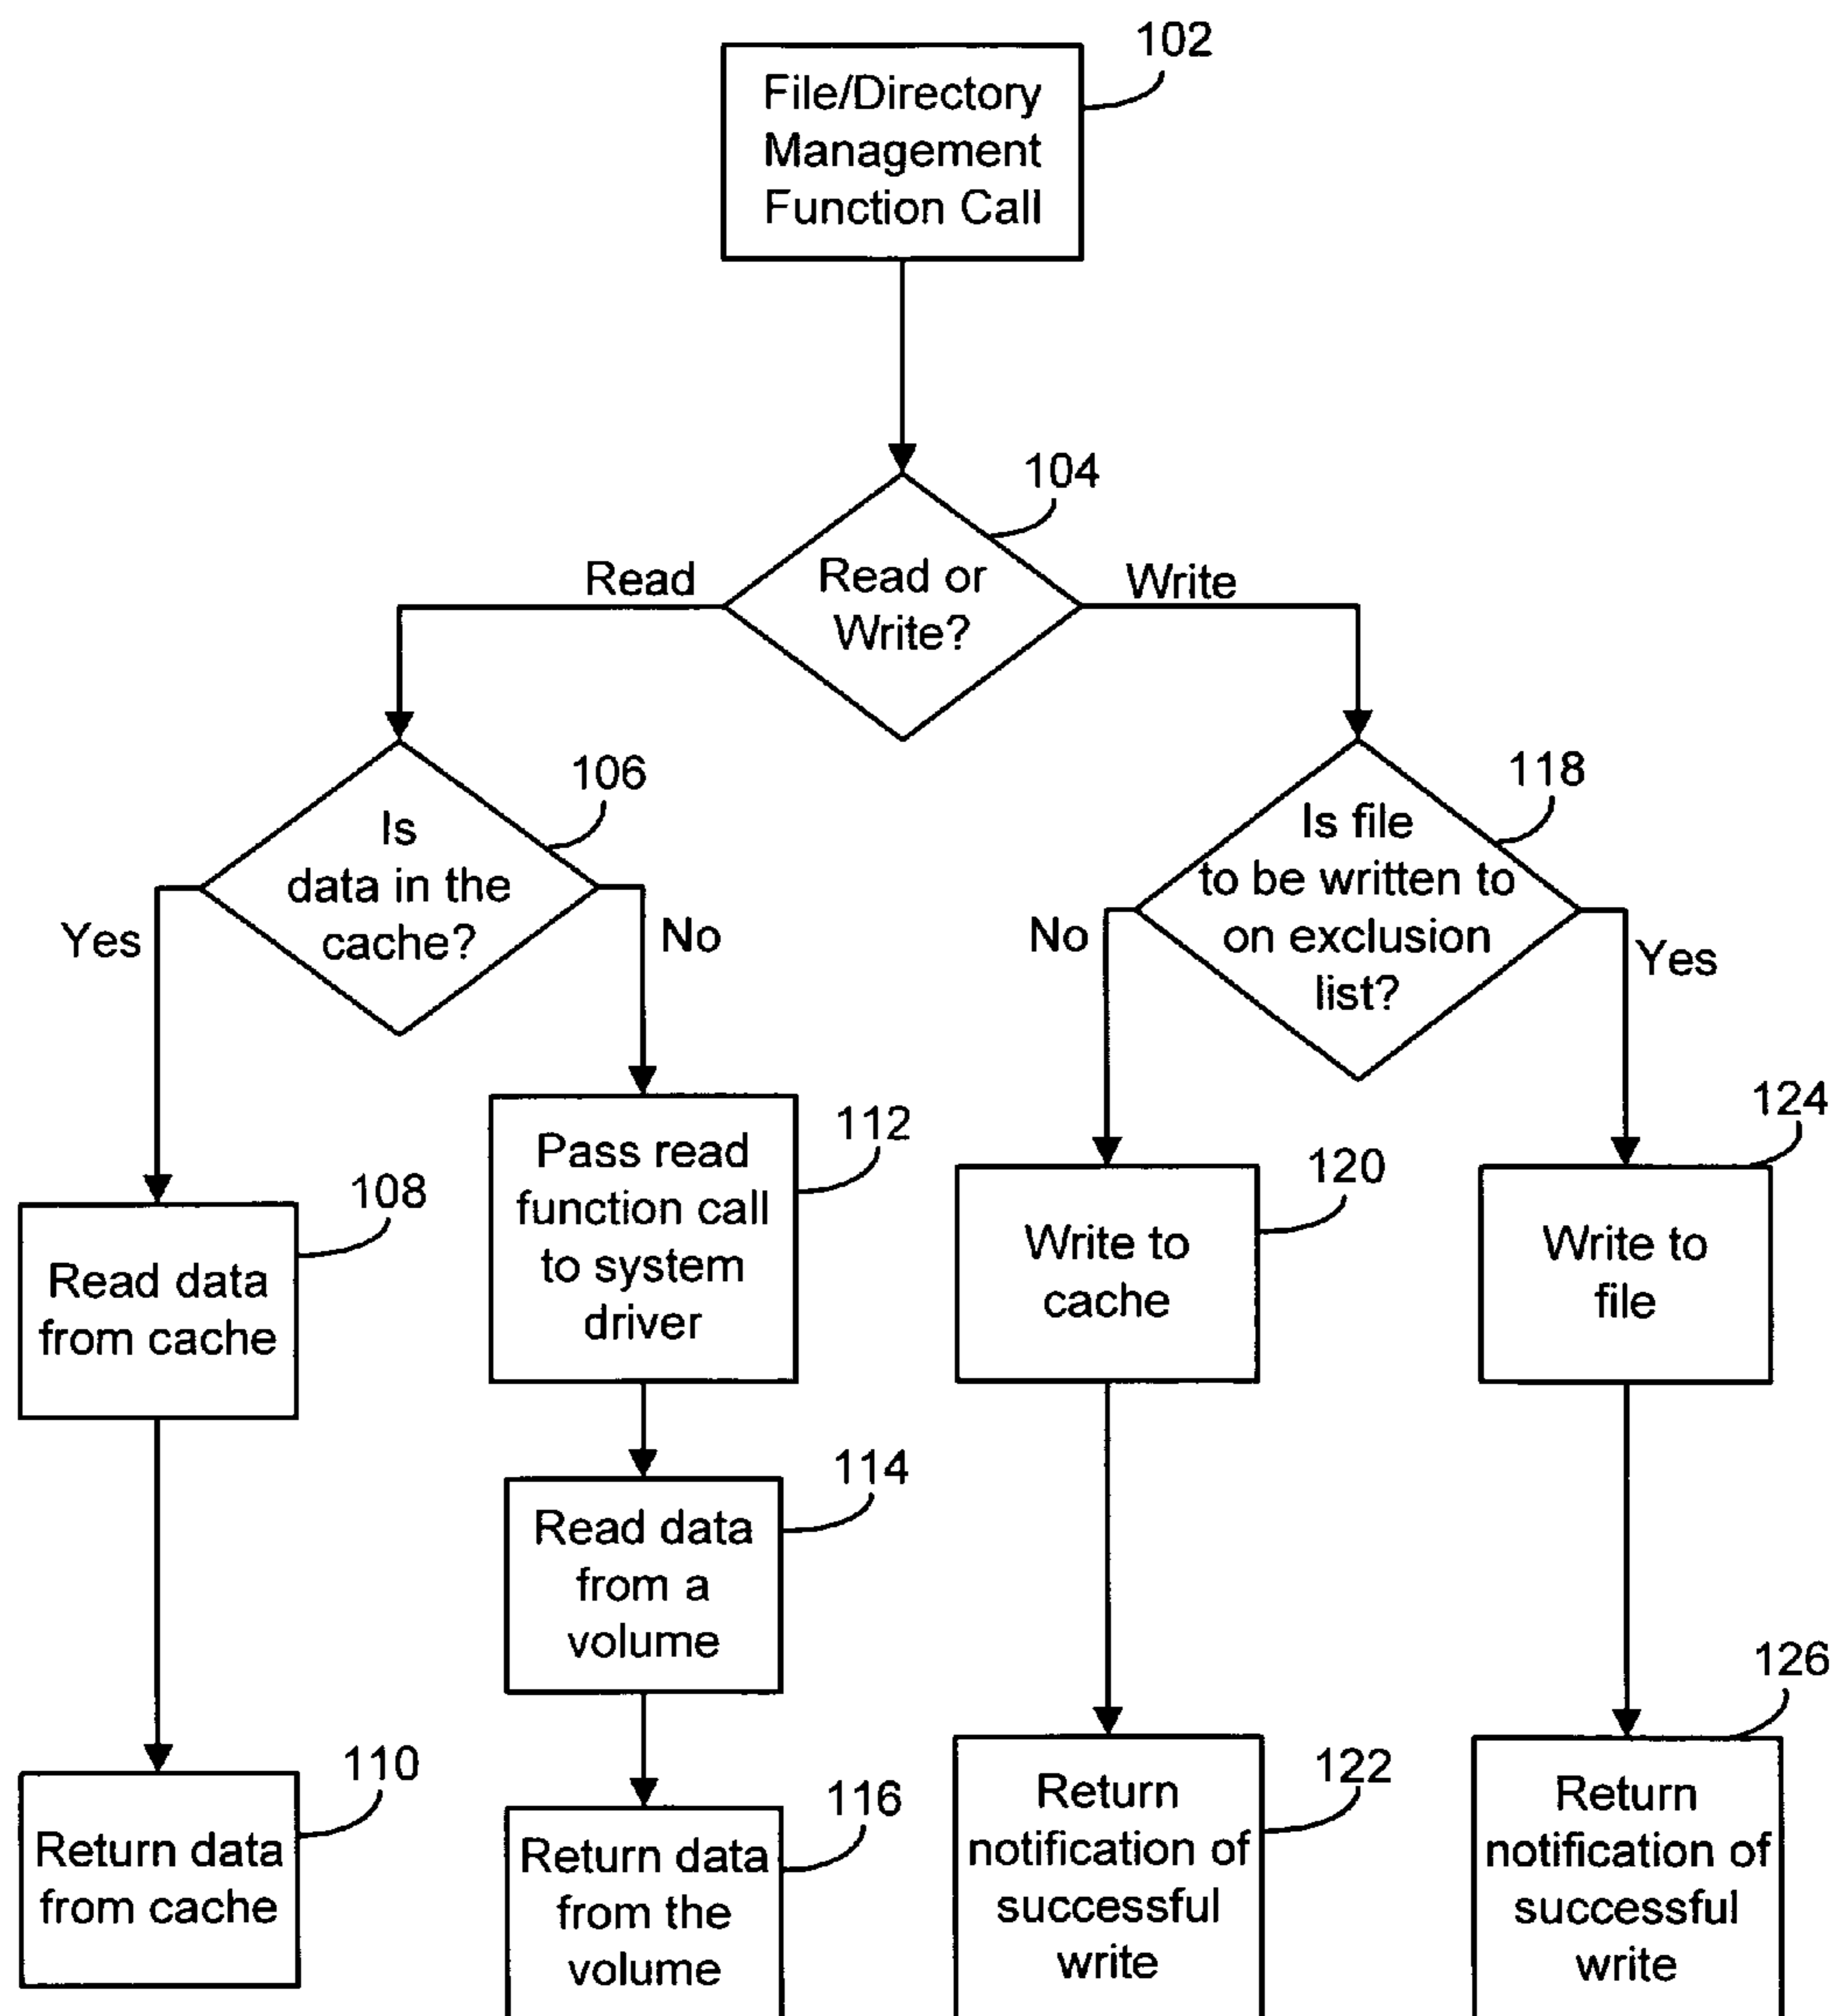 102
File/Directory
Management
Function Call
104
Read or
Write?
Read
Write
106
Is
data in the
cache?
Yes
No
118
Is file
to be written to
on exclusion
list?
No
Yes
108
Read data
from cache
112
Pass read
function call
to system
driver
120
Write to
cache
124
Write to
file
114
Read data
from a
volume
110
Return data
from cache
116
Return data
from the
volume
122
Return
notification of
successful
write
126
Return
notification of
successful
write